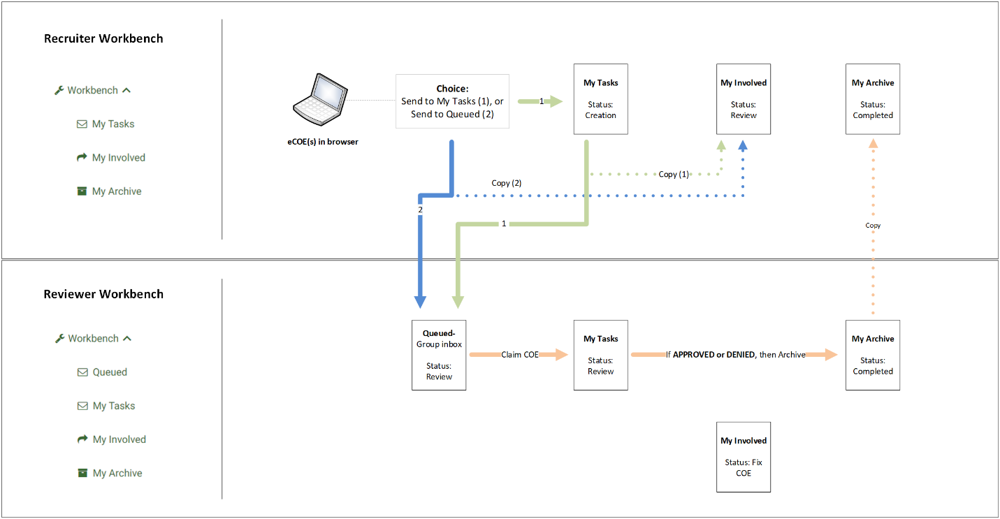 Recruiter Workbench
Workbench
My Tasks
My Involved
My Archive
eCOE(s) in browser
Choice:
Send to My Tasks (1), or
Send to Queued (2)
1
My Tasks
Status:
Creation
My Involved
Status:
Review
My Archive
Status:
Completed
Copy (1)
Copy (2)
2
1
Copy
Reviewer Workbench
Workbench
Queued
My Tasks
My Involved
My Archive
Queued-
Group inbox
Status:
Review
Claim COE
My Tasks
Status:
Review
If APPROVED or DENIED, then Archive
My Archive
Status:
Completed
My Involved
Status: Fix
COE